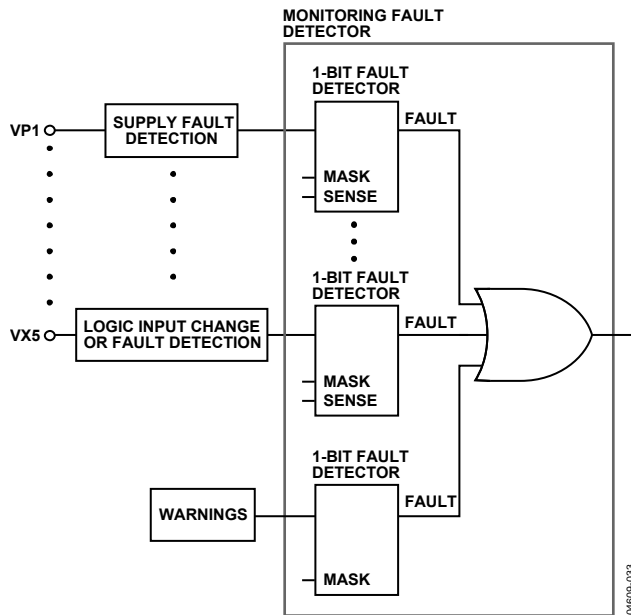 MONITORING FAULT
DETECTOR
1-BIT FAULT
DETECTOR
FAULT
VP1
SUPPLY FAULT
DETECTION
MASK
SENSE
1-BIT FAULT
DETECTOR
FAULT
VX5
LOGIC INPUT CHANGE
OR FAULT DETECTION
MASK
SENSE
1-BIT FAULT
DETECTOR
FAULT
WARNINGS
MASK
04609-033